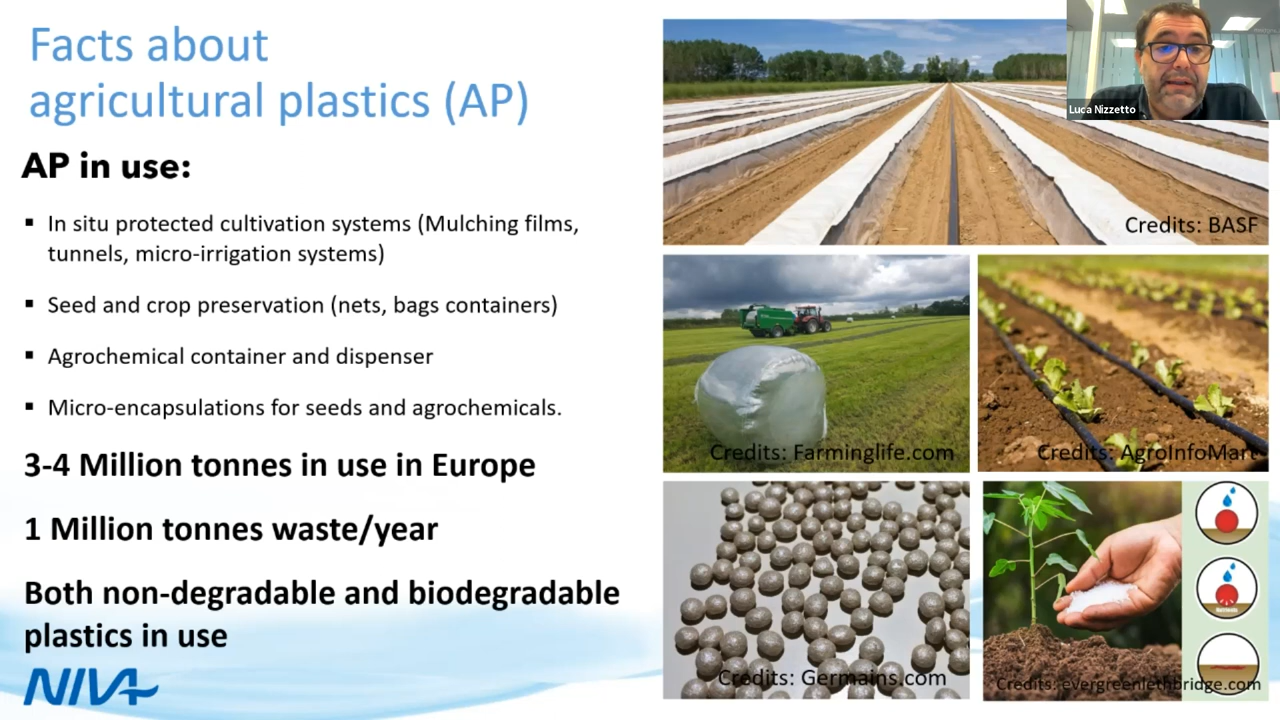 Facts about
agricultural plastics (AP)
AP in use:
▪ In situ protected cultivation systems (Mulching films,
tunnels, micro-irrigation systems)
▪ Seed and crop preservation (nets, bags containers)
▪ Agrochemical container and dispenser
▪ Micro-encapsulations for seeds and agrochemicals.
3-4 Million tonnes in use in Europe
1 Million tonnes waste/year
Both non-degradable and biodegradable
plastics in use
NIVA
Luca Nizzetto
Credits: BASF
Credits: Farminglife.com
Credits: AgroInfoMart
Credits: Germains.com
Nutrients
Credits: evergreenlethbridge.com